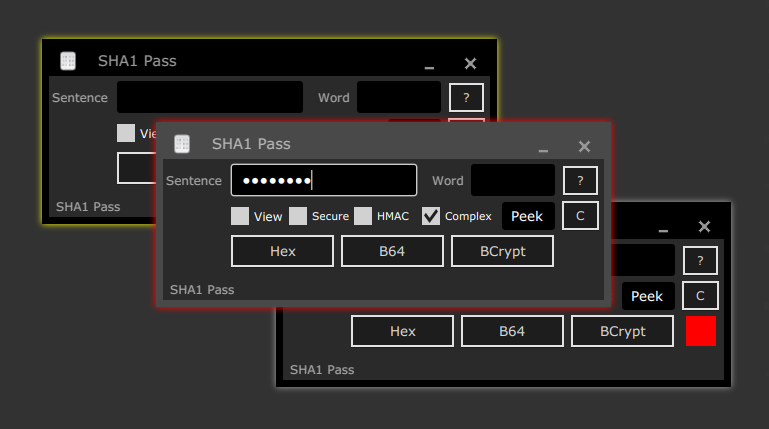 SHA1 Pass
Sentence Word ?
SHA1 Pass
SHA1 Pass
Sentence Word ?
View Secure HMAC Complex Peek C
Hex B64 BCrypt
SHA1 Pass
?
Peek C
Hex B64 BCrypt
SHA1 Pass